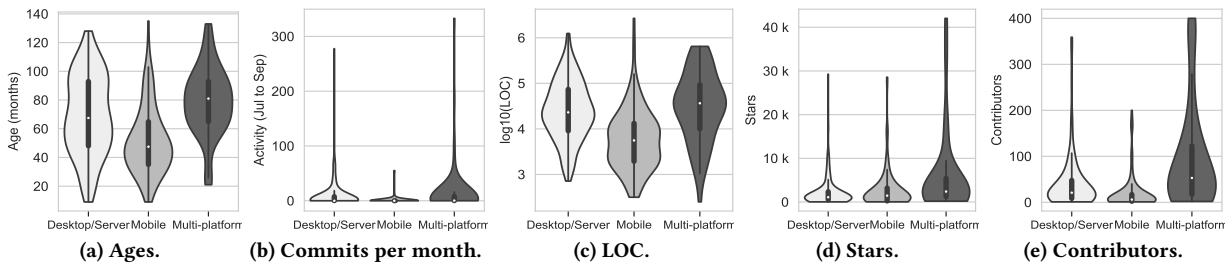 140
120
100
80
60
40
20
Age (months)
Desktop/Server Mobile Multi-platform
(a) Ages.
300
200
100
0
Activity (Jul to Sep)
Desktop/Server Mobile Multi-platform
(b) Commits per month.
6
5
4
3
log10(LOC)
Desktop/Server Mobile Multi-platform
(c) LOC.
40 k
30 k
20 k
10 k
0
Stars
Desktop/Server Mobile Multi-platform
(d) Stars.
400
300
200
100
0
Contributors
Desktop/Server Mobile Multi-platform
(e) Contributors.